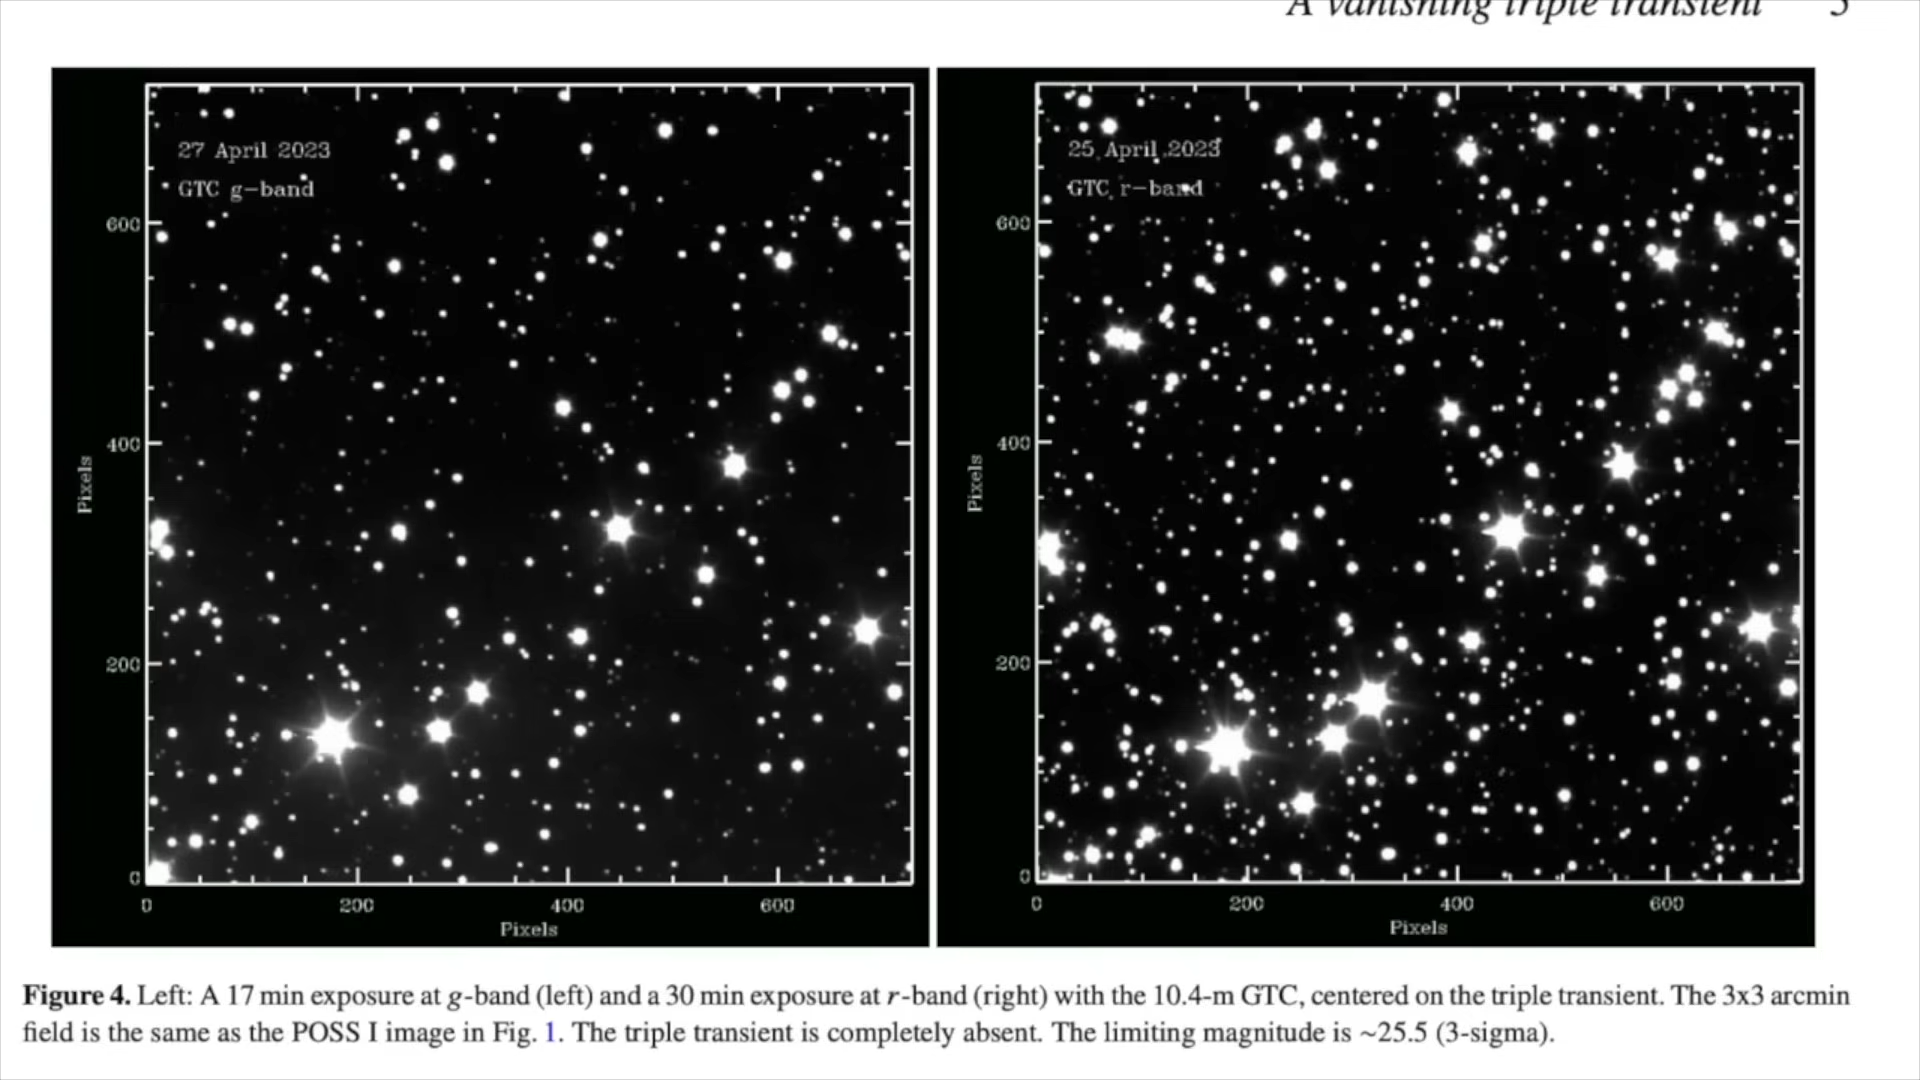 A vanishing triple transient 5
27 April 2023
GTC g-band
600
400
200
0
0 200 400 600
Pixels
Pixels
25 April 2023
GTC r-band
600
400
200
0
0 200 400 600
Pixels
Pixels
Figure 4. Left: A 17 min exposure at g-band (left) and a 30 min exposure at r-band (right) with the 10.4-m GTC, centered on the triple transient. The 3x3 arcmin
field is the same as the POSS I image in Fig. 1. The triple transient is completely absent. The limiting magnitude is ~25.5 (3-sigma).